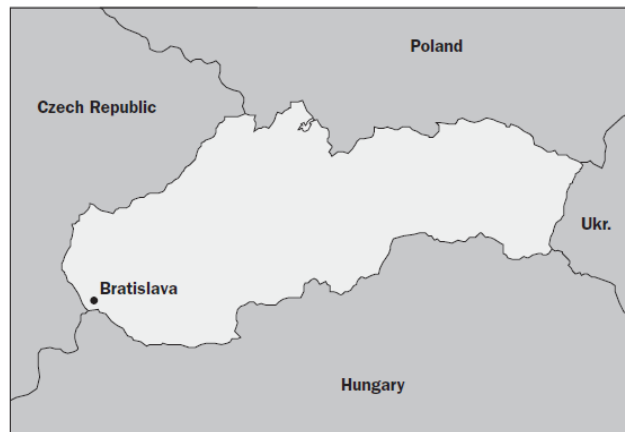 Poland
Czech Republic
Ukr.
Bratislava
Hungary